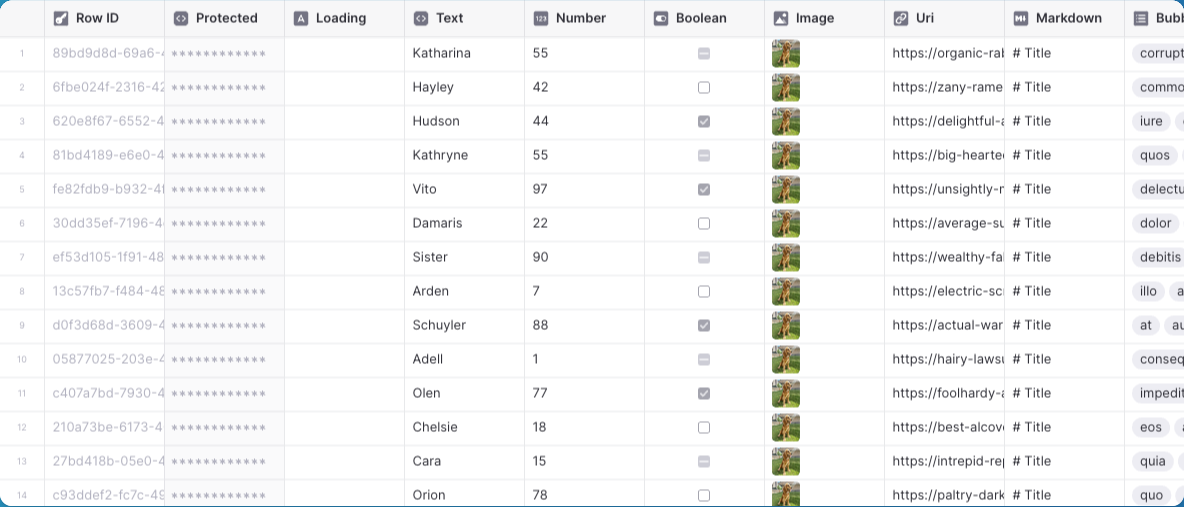 Row ID Protected Loading Text Number Boolean Image Uri Markdown Bubb
1 89bd9d8d-69a6- ************ Katharina 55 https://organic-ral # Title corrupt
2 6fbe024f-2316-42 ************ Hayley 42 https://zany-rame # Title commo
3 620e8f67-6552-4 ************ Hudson 44 https://delightful-a # Title iure
4 81bd4189-e6e0-4 ************ Kathryne 55 https://big-hearte # Title quos
5 fe82fdb9-b932-4f ************ Vito 97 https://unsightly-r # Title delectu
6 30dd35ef-7196-4 ************ Damaris 22 https://average-su # Title dolor
7 ef53d105-1f91-48 ************ Sister 90 https://wealthy-fa # Title debitis
8 13c57fb7-f484-48 ************ Arden 7 https://electric-sc # Title illo a
9 d0f3d68d-3609-4 ************ Schuyler 88 https://actual-war # Title at au
10 05877025-203e-4 ************ Adell 1 https://hairy-laws # Title conseq
11 c407a7bd-7930-4 ************ Olen 77 https://foolhardy-a # Title impedit
12 210a73be-6173-4 ************ Chelsie 18 https://best-alcov # Title eos
13 27bd418b-05e0-4 ************ Cara 15 https://intrepid-re # Title quia
14 c93ddef2-fc7c-49 ************ Orion 78 https://paltry-dark # Title quo